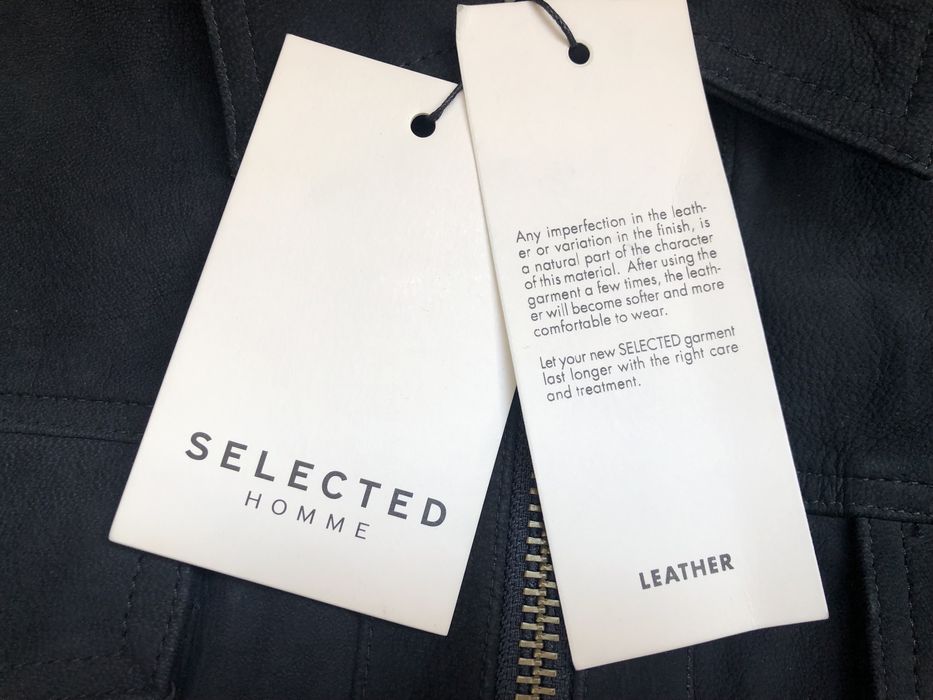 SELECTED
HOMME
Any imperfection in the leath-
er or variation in the finish, is
a natural part of the character
of this material. After using the
garment a few times, the leath-
er will become softer and more
comfortable to wear.
Let your new SELECTED garment
last longer with the right care
and treatment.
LEATHER